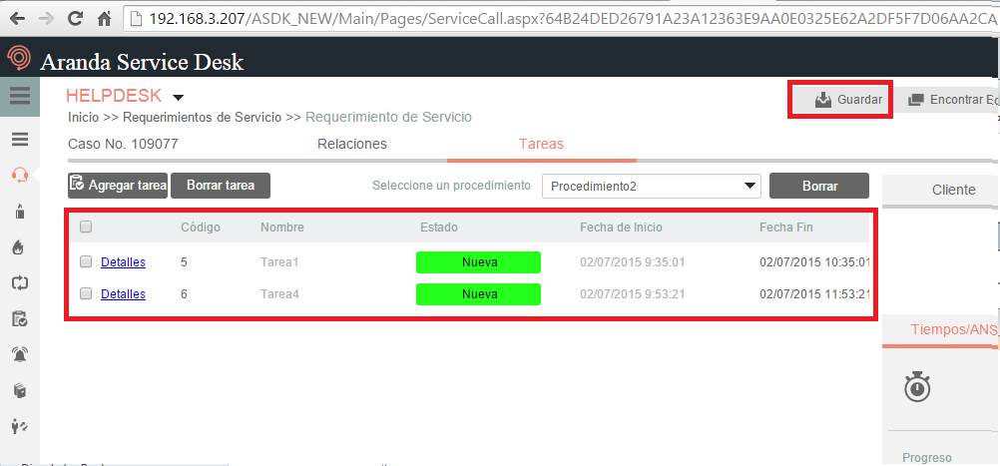 192.168.3.207/ASDK_NEW/Main/Pages/ServiceCall.aspx?64B24DED26791A23A12363E9AA0E0325E62A2DF5F7D06AA2CA
Aranda Service Desk
HELPDESK
Guardar
Encontrar
Inicio >> Requerimientos de Servicio >> Requerimiento de Servicio
Caso No. 109077 Relaciones Tareas
Agregar tarea Borrar tarea Seleccione un procedimiento Procedimiento2 Borrar
Cliente
Código Nombre Estado Fecha de Inicio Fecha Fin
Detalles 5 Tarea1 Nueva 02/07/2015 9:35:01 02/07/2015 10:35:01
Detalles 6 Tarea4 Nueva 02/07/2015 9:53:21 02/07/2015 11:53:21
Tiempos/ANS
Progreso